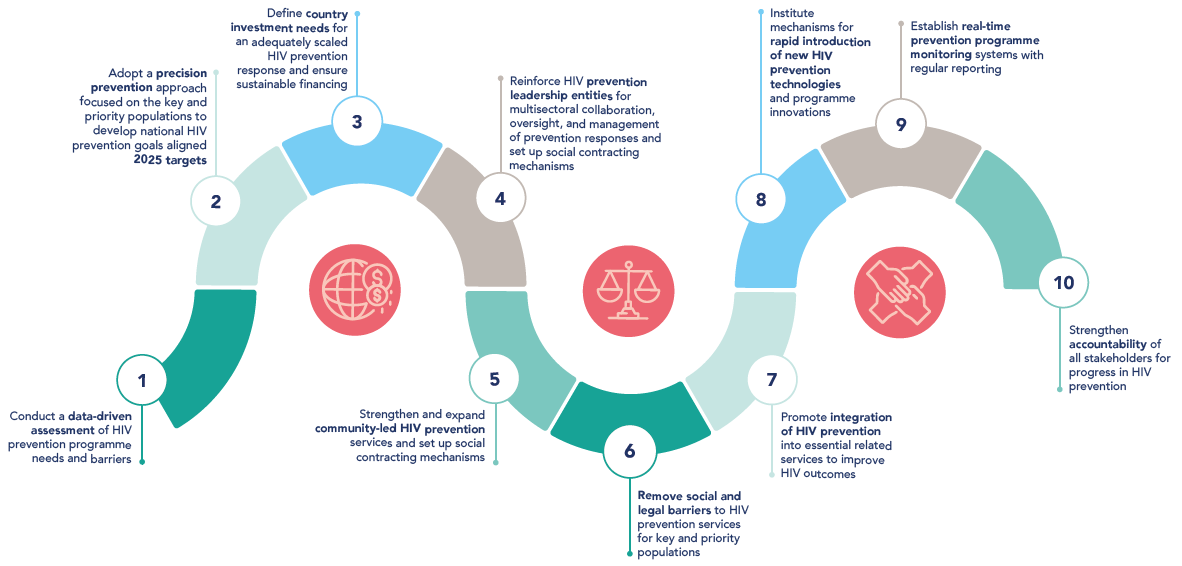 1
Conduct a data-driven
assessment of HIV
prevention programme
needs and barriers
2
Adopt a precision
prevention approach
focused on the key and
priority populations to
develop national HIV
prevention goals aligned
2025 targets
3
Define country
investment needs for
an adequately scaled
HIV prevention
response and ensure
sustainable financing
4
Reinforce HIV prevention
leadership entities for
multisectoral collaboration,
oversight, and management
of prevention responses and
set up social contracting
mechanisms
5
Strengthen and expand
community-led HIV prevention
services and set up social
contracting mechanisms
6
Remove social and
legal barriers to HIV
prevention services
for key and priority
populations
7
Promote integration
of HIV prevention
into essential related
services to improve
HIV outcomes
8
Institute
mechanisms for
rapid introduction
of new HIV
prevention
technologies
and programme
innovations
9
Establish real-time
prevention programme
monitoring systems with
regular reporting
10
Strengthen
accountability of
all stakeholders for
progress in HIV
prevention
$
$